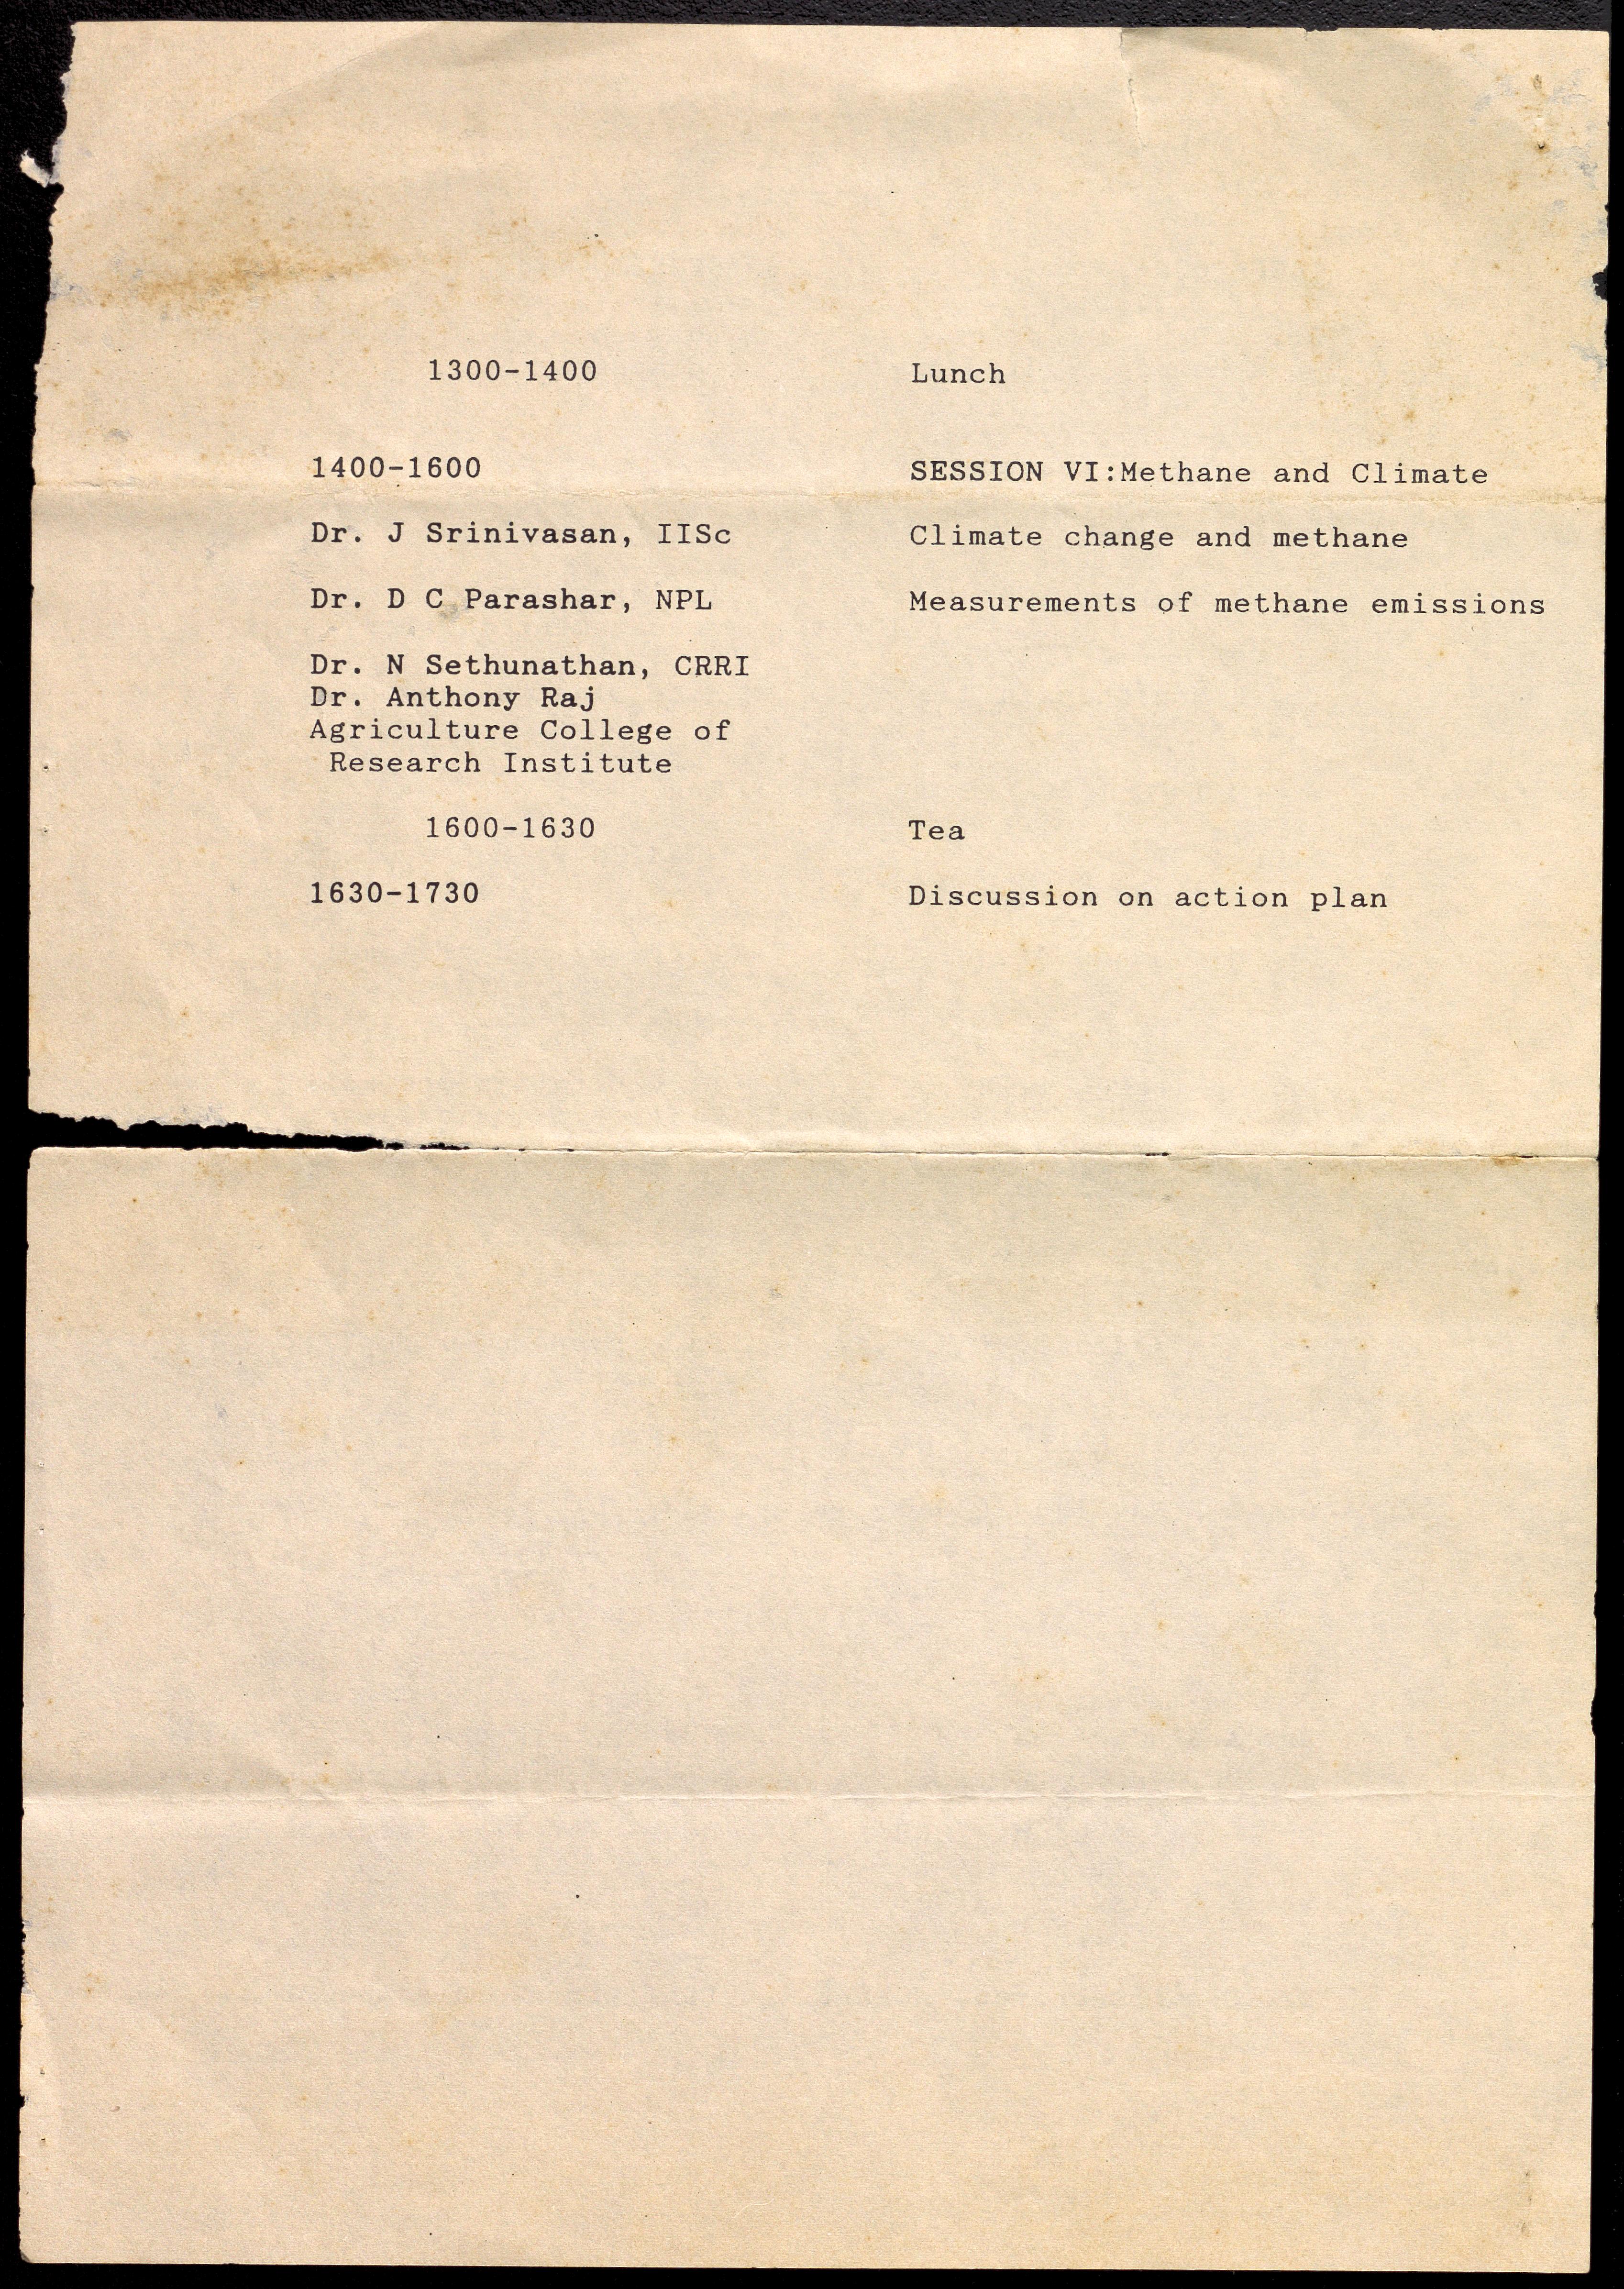 1300-1400 Lunch
1400-1600 SESSION VI:Methane and Climate
Dr. J Srinivasan, IISc Climate change and methane
Dr. D C Parashar, NPL Measurements of methane emissions
Dr. N Sethunathan, CRRI
Dr. Anthony Raj
Agriculture College of
Research Institute
1600-1630 Tea
1630-1730 Discussion on action plan